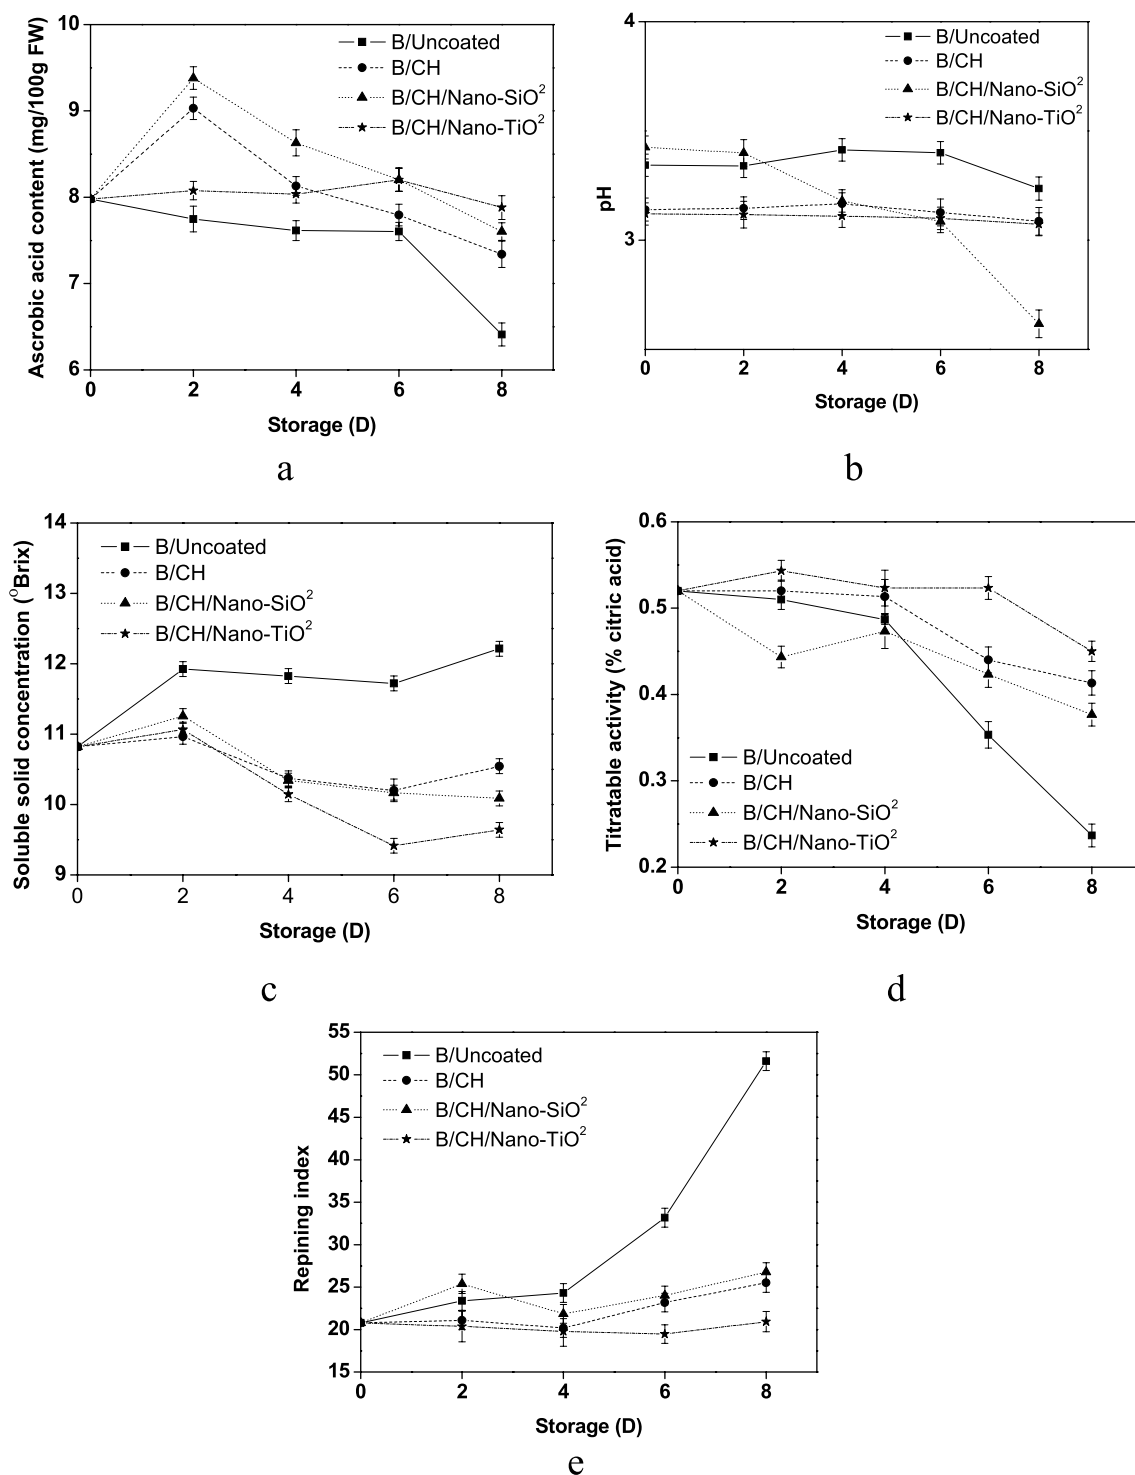 Ascrobic acid content (mg/100g FW)
10
9
8
7
6
0 2 4 6 8
Storage (D)
B/Uncoated
B/CH
B/CH/Nano-SiO²
B/CH/Nano-TiO²
a
pH
4
3
0 2 4 6 8
Storage (D)
B/Uncoated
B/CH
B/CH/Nano-SiO²
B/CH/Nano-TiO²
b
Soluble solid concentration (°Brix)
14
13
12
11
10
9
0 2 4 6 8
Storage (D)
B/Uncoated
B/CH
B/CH/Nano-SiO²
B/CH/Nano-TiO²
c
Titratable activity (% citric acid)
0.6
0.5
0.4
0.3
0.2
0 2 4 6 8
Storage (D)
B/Uncoated
B/CH
B/CH/Nano-SiO²
B/CH/Nano-TiO²
d
Repining index
55
50
45
40
35
30
25
20
15
0 2 4 6 8
Storage (D)
B/Uncoated
B/CH
B/CH/Nano-SiO²
B/CH/Nano-TiO²
e